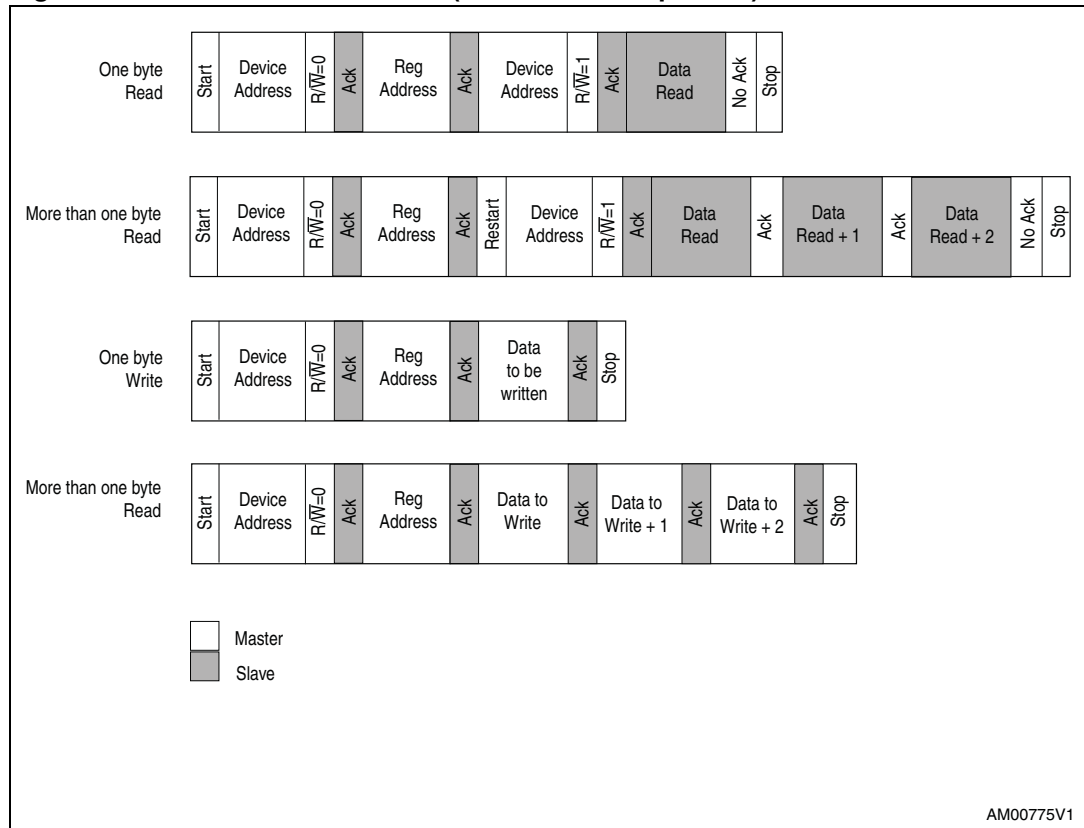 One byte
Read
Start
Device
Address
R/W̅=0
Ack
Reg
Address
Ack
Device
Address
R/W̅=1
Ack
Data
Read
No Ack
Stop
More than one byte
Read
Start
Device
Address
R/W̅=0
Ack
Reg
Address
Ack
Restart
Device
Address
R/W̅=1
Ack
Data
Read
Ack
Data
Read + 1
Ack
Data
Read + 2
No Ack
Stop
One byte
Write
Start
Device
Address
R/W̅=0
Ack
Reg
Address
Ack
Data
to be
written
Ack
Stop
More than one byte
Read
Start
Device
Address
R/W̅=0
Ack
Reg
Address
Ack
Data to
Write
Ack
Data to
Write + 1
Ack
Data to
Write + 2
Ack
Stop
Master
Slave
AM00775V1